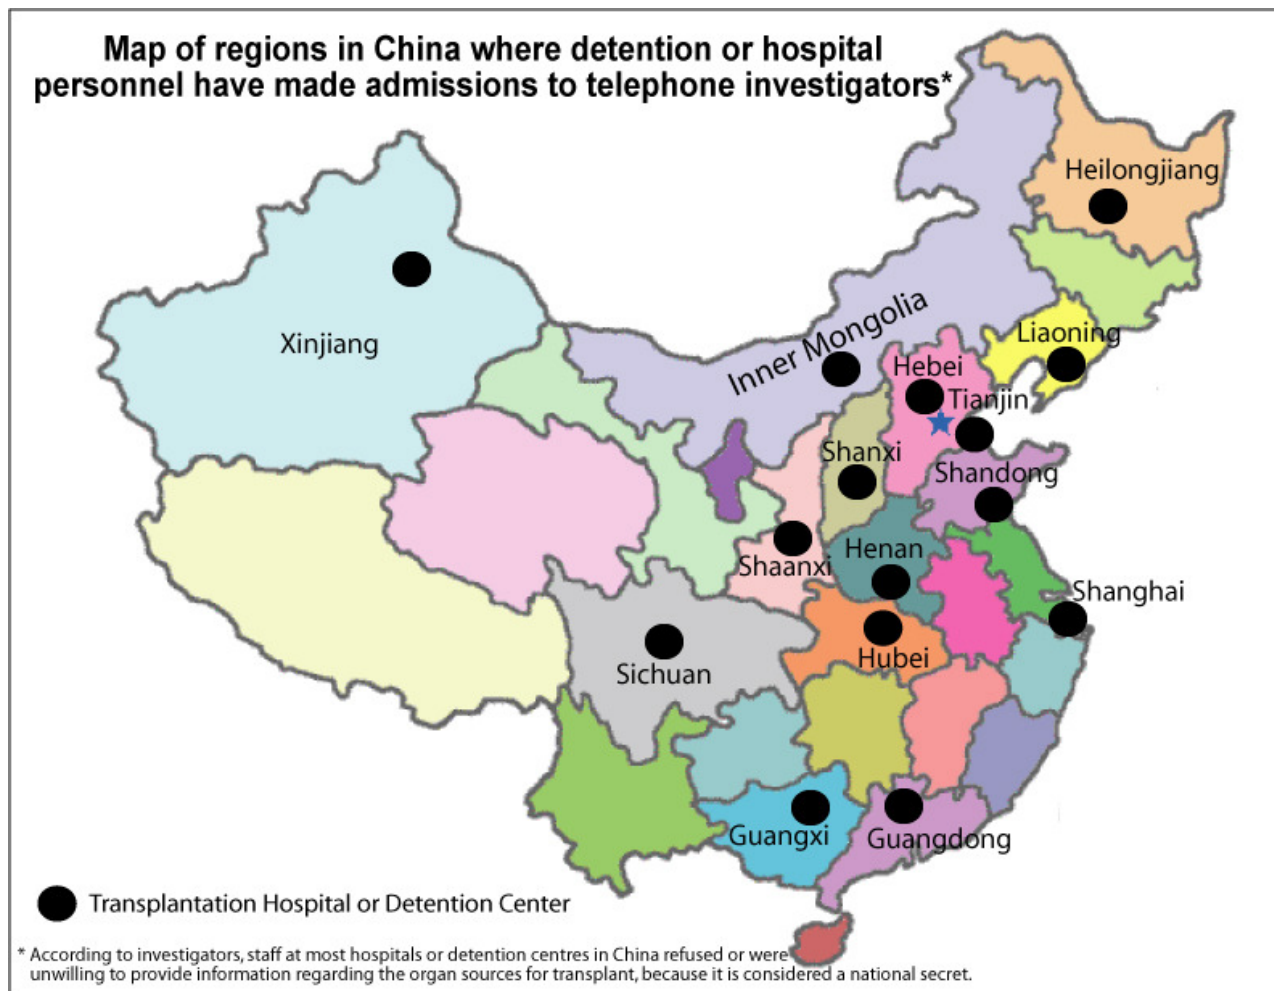 Map of regions in China where detention or hospital
personnel have made admissions to telephone investigators*
Heilongjiang
Xinjiang
Inner Mongolia
Liaoning
Hebei
Tianjin
Shanxi
Shandong
Shaanxi
Henan
Shanghai
Hubei
Sichuan
Guangxi
Guangdong
Transplantation Hospital or Detention Center
* According to investigators, staff at most hospitals or detention centres in China refused or were
unwilling to provide information regarding the organ sources for transplant, because it is considered a national secret.